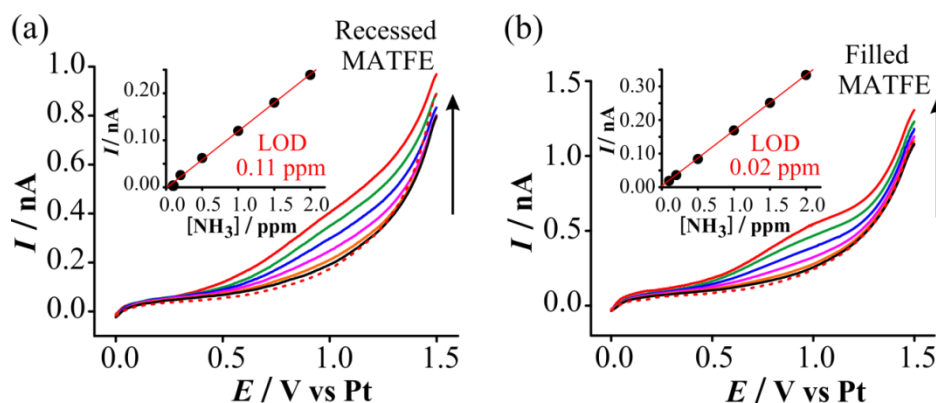 (a)
Recessed
MATFE
1.0
0.8
0.6
0.4
0.2
0.0
I / nA
0.0
0.5
1.0
1.5
E / V vs Pt
0.20
0.10
0.00
I / nA
LOD
0.11 ppm
0.0 0.5 1.0 1.5 2.0
[NH₃] / ppm
(b)
Filled
MATFE
1.5
1.0
0.5
0.0
I / nA
0.0
0.5
1.0
1.5
E / V vs Pt
0.30
0.20
0.10
0.00
I / nA
LOD
0.02 ppm
0.0 0.5 1.0 1.5 2.0
[NH₃] / ppm